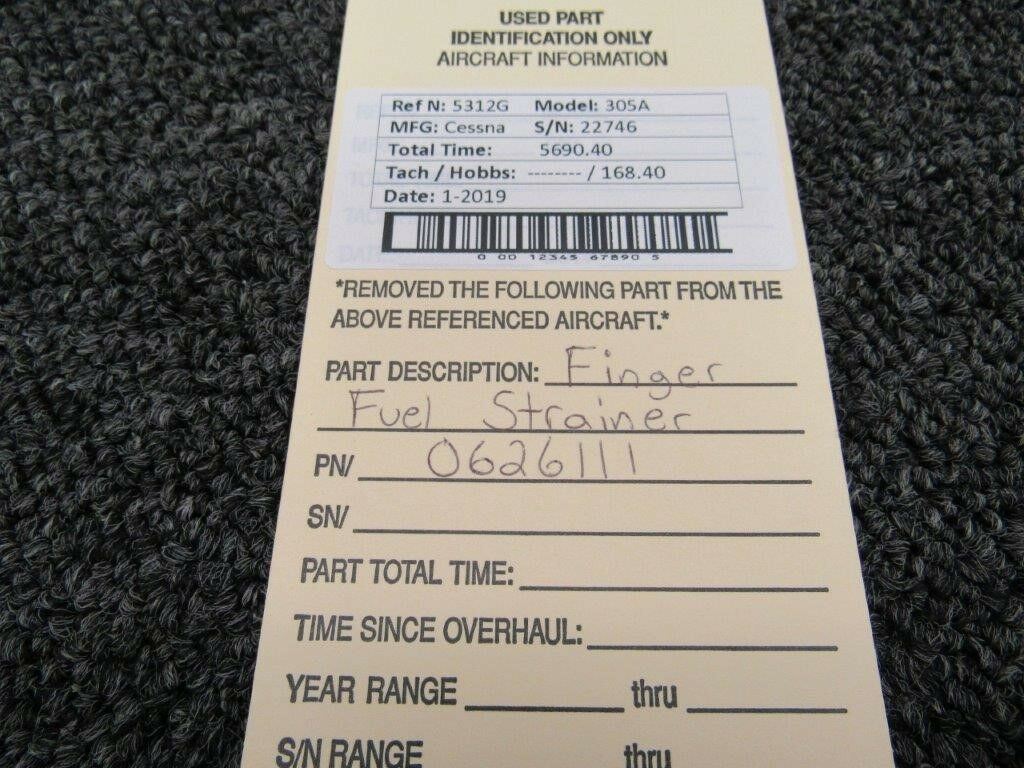 USED PART
IDENTIFICATION ONLY
AIRCRAFT INFORMATION
Ref N: 5312G Model: 305A
MFG: Cessna S/N: 22746
Total Time: 5690.40
Tach / Hobbs: -------- / 168.40
Date: 1-2019
0 00 12345 67890 5
*REMOVED THE FOLLOWING PART FROM THE
ABOVE REFERENCED AIRCRAFT.*
PART DESCRIPTION: Finger
Fuel Strainer
PN/ 0626111
SN/
PART TOTAL TIME:
TIME SINCE OVERHAUL:
YEAR RANGE thru
S/N RANGE thru